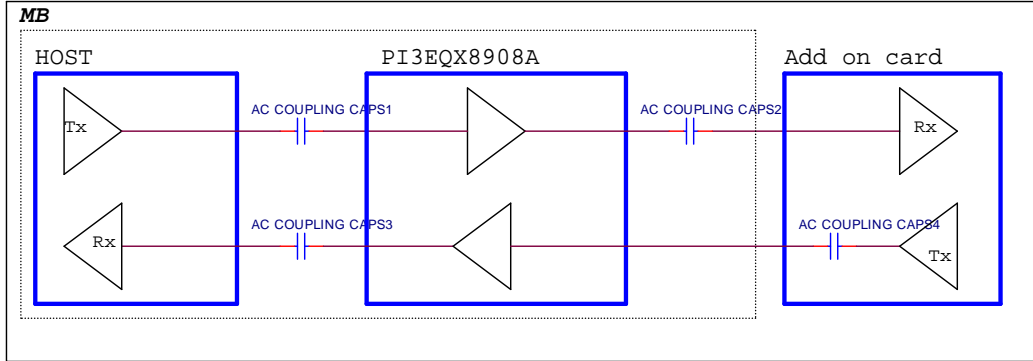 MB
HOST
PI3EQX8908A
Add on card
AC COUPLING CAPS1
AC COUPLING CAPS2
Tx
Rx
AC COUPLING CAPS3
AC COUPLING CAPS4
Rx
Tx